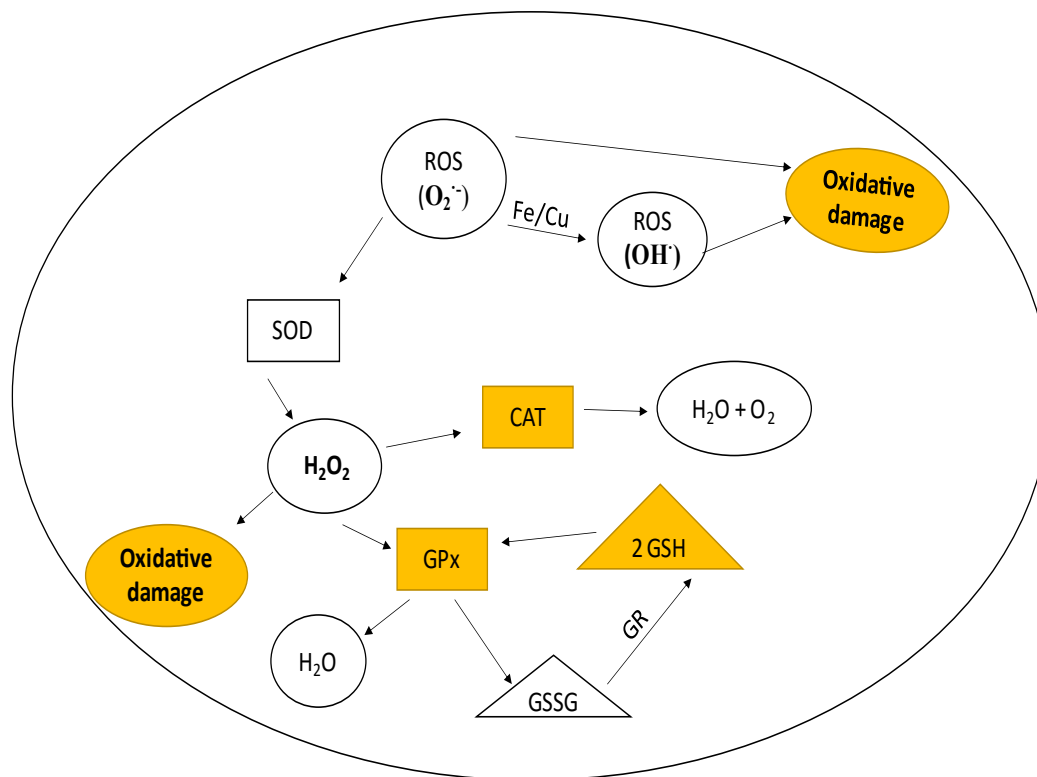 ROS
(O₂˙⁻)
Oxidative
damage
Fe/Cu
ROS
(OH˙)
SOD
CAT
H₂O + O₂
H₂O₂
2 GSH
Oxidative
damage
GPx
GR
H₂O
GSSG